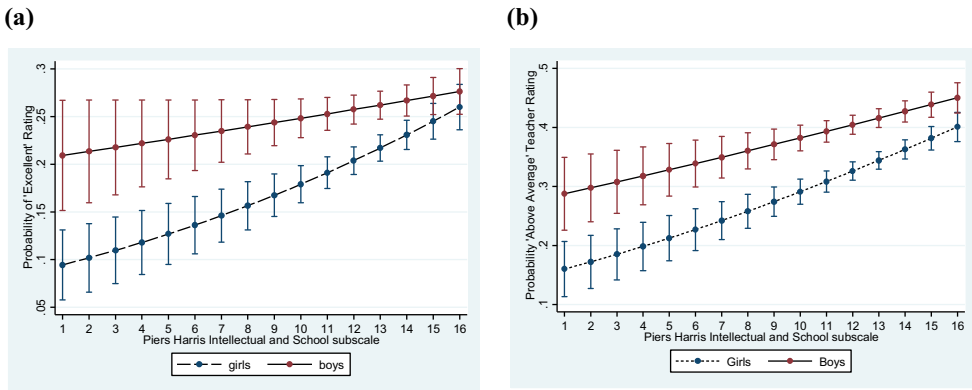 (a)
Probability of 'Excellent' Rating
.3
.25
.2
.15
.1
.05
1 2 3 4 5 6 7 8 9 10 11 12 13 14 15 16
Piers Harris Intellectual and School subscale
girls boys
(b)
Probability 'Above Average' Teacher Rating
.5
.4
.3
.2
.1
1 2 3 4 5 6 7 8 9 10 11 12 13 14 15 16
Piers Harris Intellectual and School subscale
Girls Boys